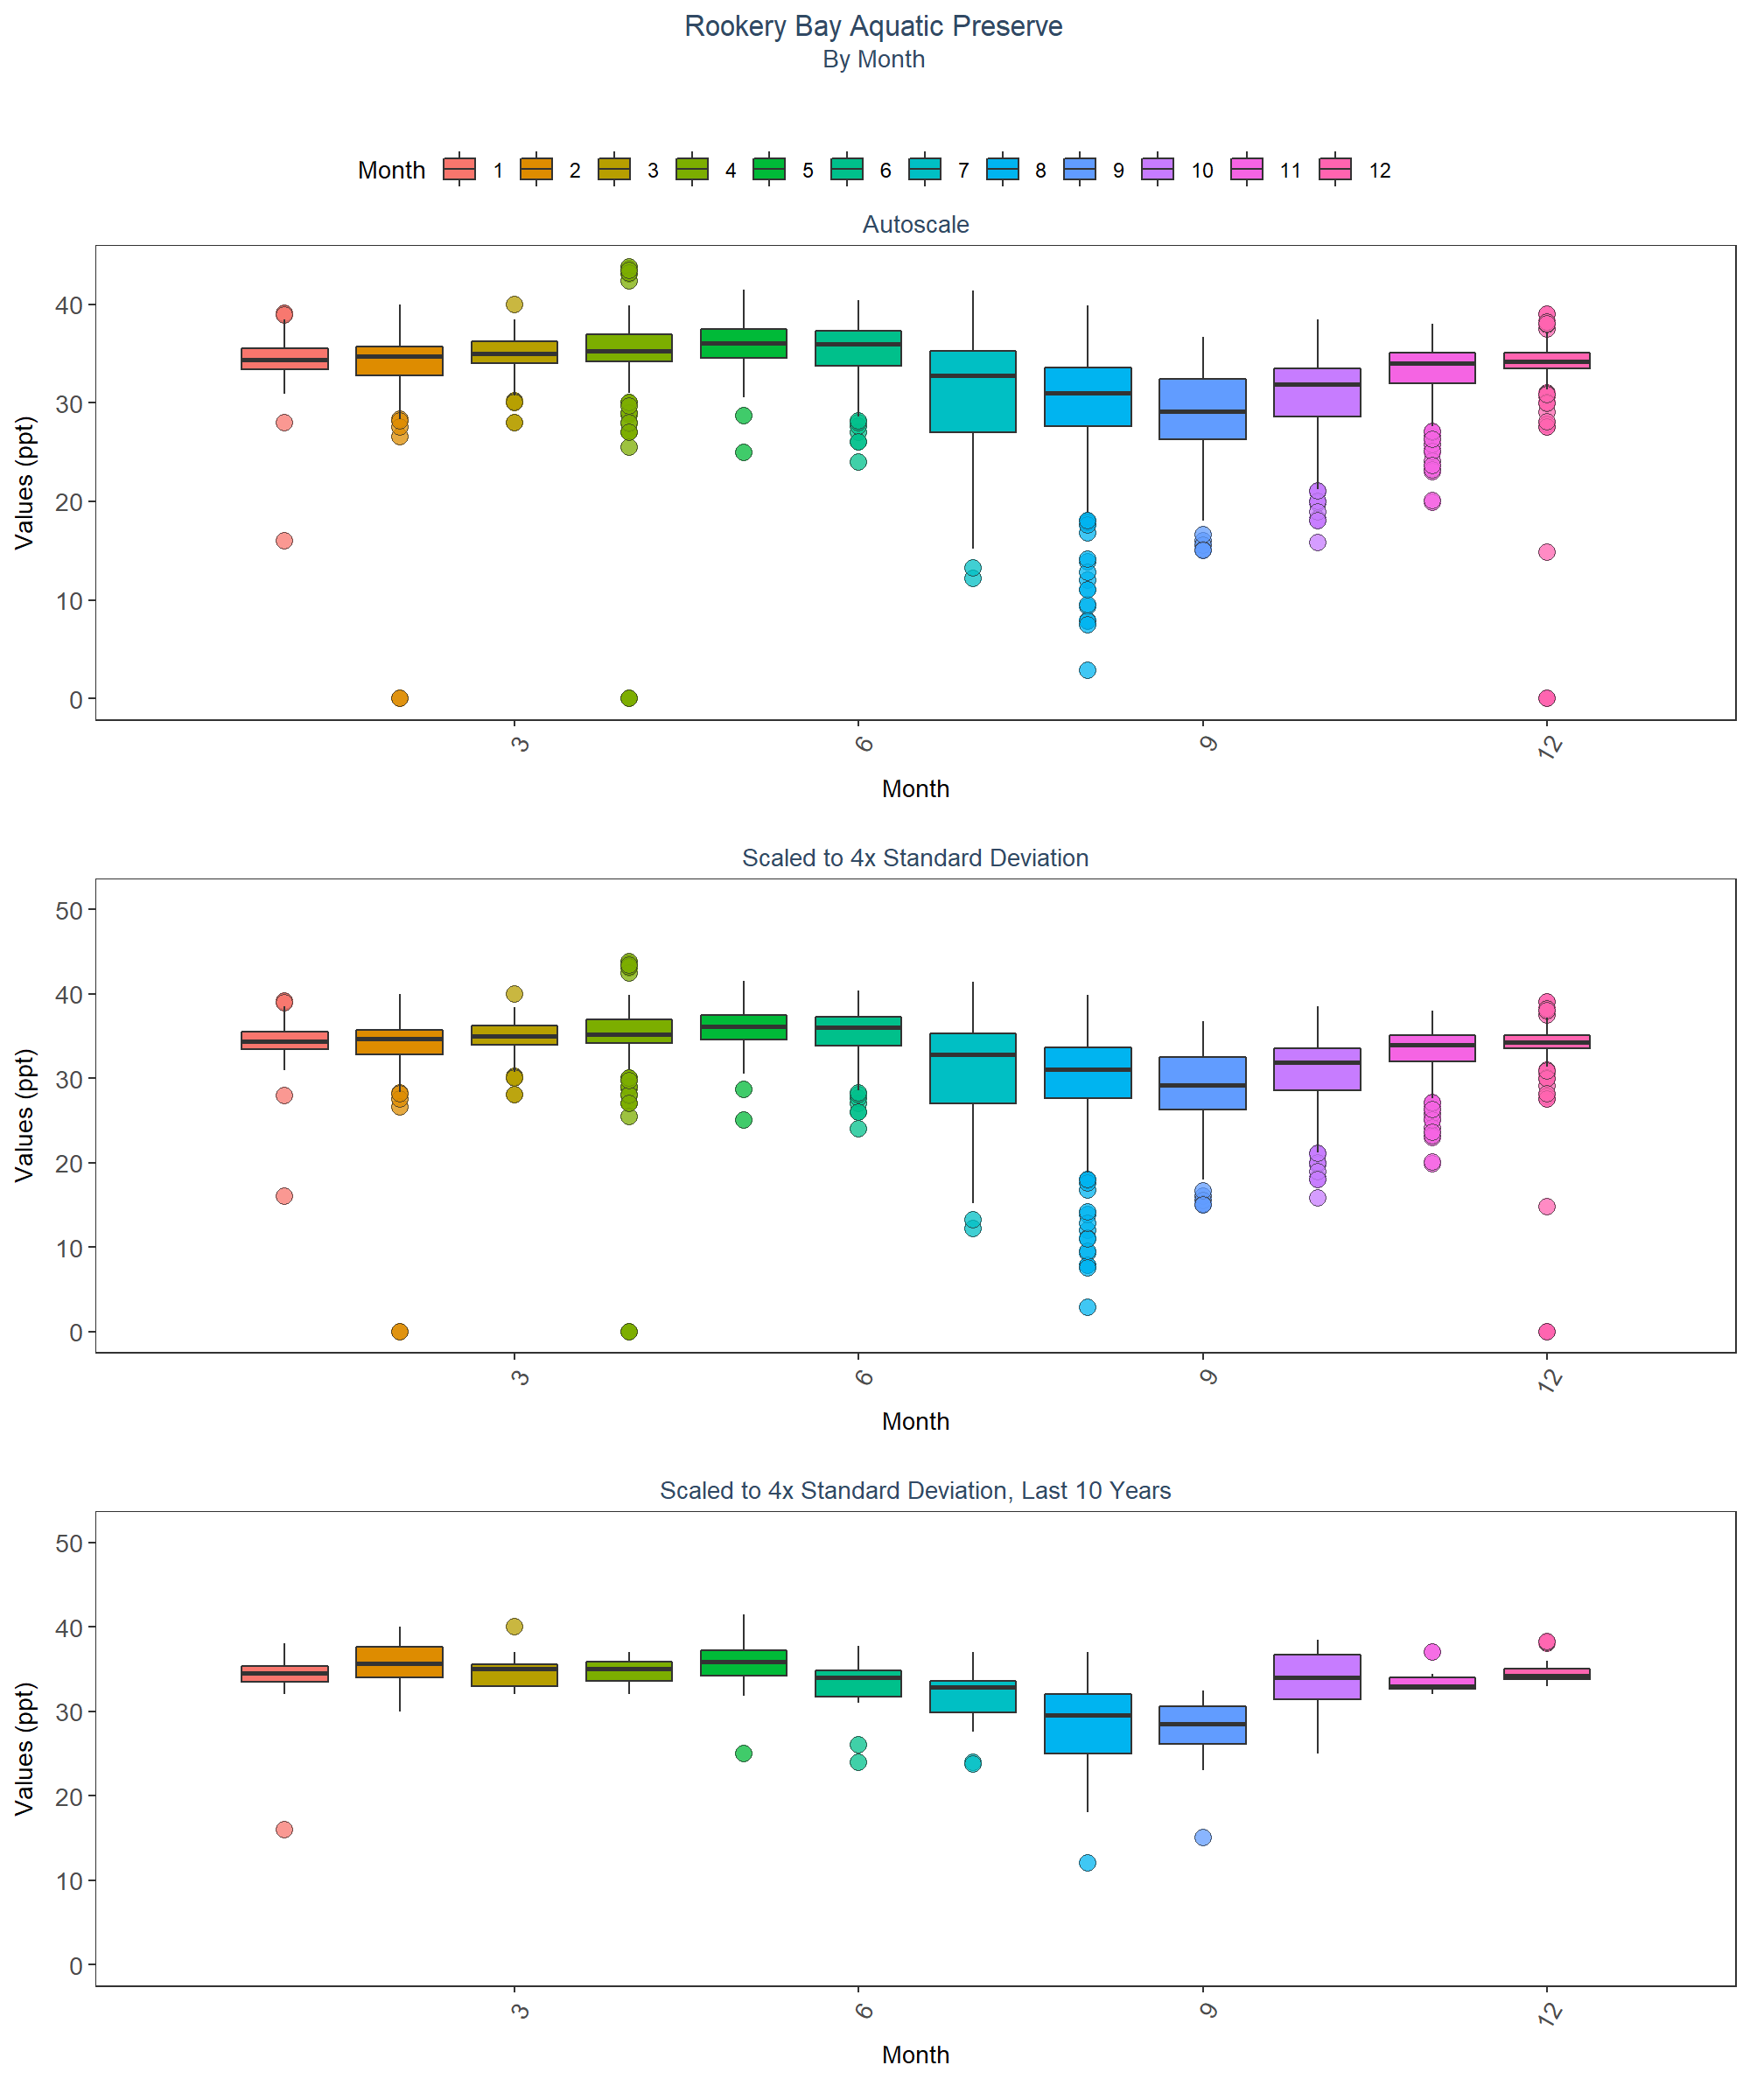 Rookery Bay Aquatic Preserve
By Month
Month 1 2 3 4 5 6 7 8 9 10 11 12
Autoscale
Values (ppt)
40
30
20
10
0
3 6 9 12
Month
Scaled to 4x Standard Deviation
Values (ppt)
50
40
30
20
10
0
3 6 9 12
Month
Scaled to 4x Standard Deviation, Last 10 Years
Values (ppt)
50
40
30
20
10
0
3 6 9 12
Month